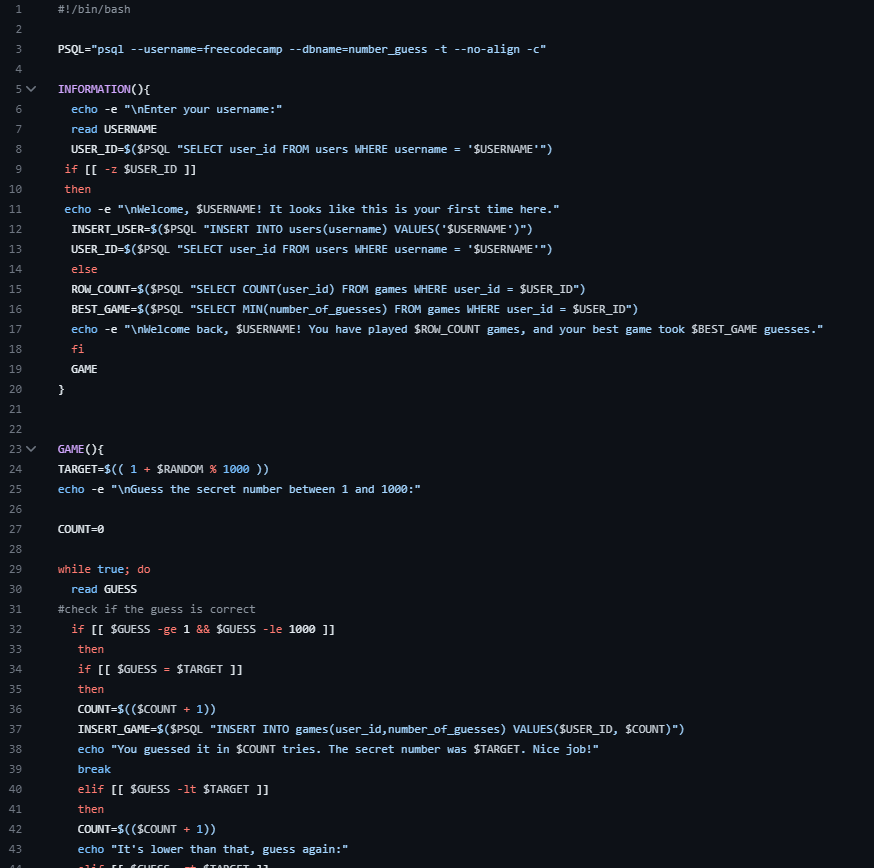 1 #!/bin/bash
2
3 PSQL="psql --username=freecodecamp --dbname=number_guess -t --no-align -c"
4
5 INFORMATION(){
6 echo -e "\nEnter your username:"
7 read USERNAME
8 USER_ID=$($PSQL "SELECT user_id FROM users WHERE username = '$USERNAME'")
9 if [[ -z $USER_ID ]]
10 then
11 echo -e "\nWelcome, $USERNAME! It looks like this is your first time here."
12 INSERT_USER=$($PSQL "INSERT INTO users(username) VALUES('$USERNAME')")
13 USER_ID=$($PSQL "SELECT user_id FROM users WHERE username = '$USERNAME'")
14 else
15 ROW_COUNT=$($PSQL "SELECT COUNT(user_id) FROM games WHERE user_id = $USER_ID")
16 BEST_GAME=$($PSQL "SELECT MIN(number_of_guesses) FROM games WHERE user_id = $USER_ID")
17 echo -e "\nWelcome back, $USERNAME! You have played $ROW_COUNT games, and your best game took $BEST_GAME guesses."
18 fi
19 GAME
20 }
21
22
23 GAME(){
24 TARGET=$(( 1 + $RANDOM % 1000 ))
25 echo -e "\nGuess the secret number between 1 and 1000:"
26
27 COUNT=0
28
29 while true; do
30 read GUESS
31 #check if the guess is correct
32 if [[ $GUESS -ge 1 && $GUESS -le 1000 ]]
33 then
34 if [[ $GUESS = $TARGET ]]
35 then
36 COUNT=$(($COUNT + 1))
37 INSERT_GAME=$($PSQL "INSERT INTO games(user_id,number_of_guesses) VALUES($USER_ID, $COUNT)")
38 echo "You guessed it in $COUNT tries. The secret number was $TARGET. Nice job!"
39 break
40 elif [[ $GUESS -lt $TARGET ]]
41 then
42 COUNT=$(($COUNT + 1))
43 echo "It's lower than that, guess again:"
44 elif [[ $GUESS -gt $TARGET ]]